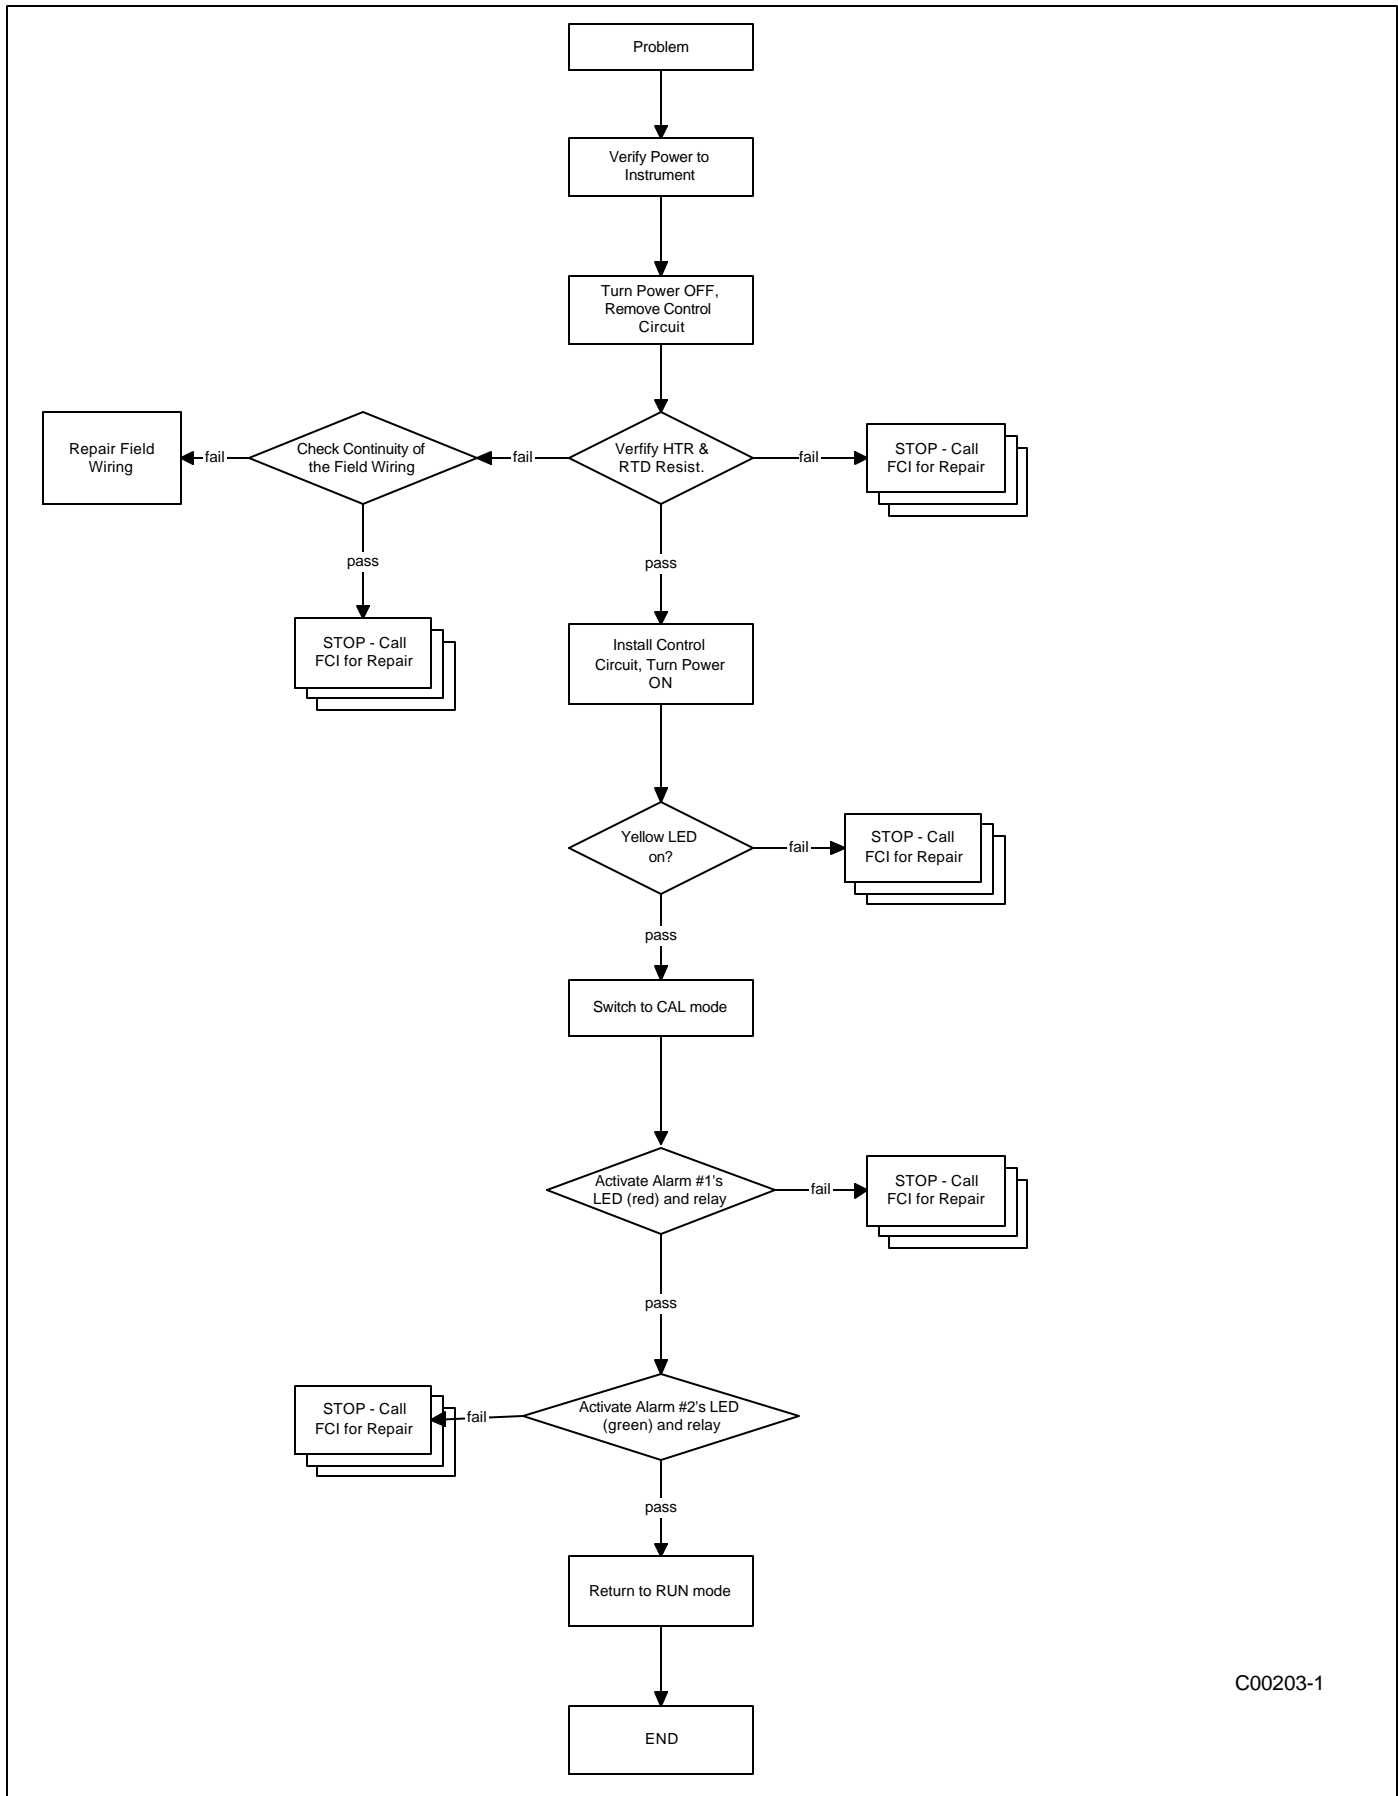 Problem
Verify Power to
Instrument
Turn Power OFF,
Remove Control
Circuit
Repair Field
Wiring
fail
Check Continuity of
the Field Wiring
fail
Verfify HTR &
RTD Resist.
fail
STOP - Call
FCI for Repair
pass
pass
STOP - Call
FCI for Repair
Install Control
Circuit, Turn Power
ON
Yellow LED
on?
fail
STOP - Call
FCI for Repair
pass
Switch to CAL mode
Activate Alarm #1's
LED (red) and relay
fail
STOP - Call
FCI for Repair
pass
STOP - Call
FCI for Repair
fail
Activate Alarm #2's LED
(green) and relay
pass
Return to RUN mode
C00203-1
END